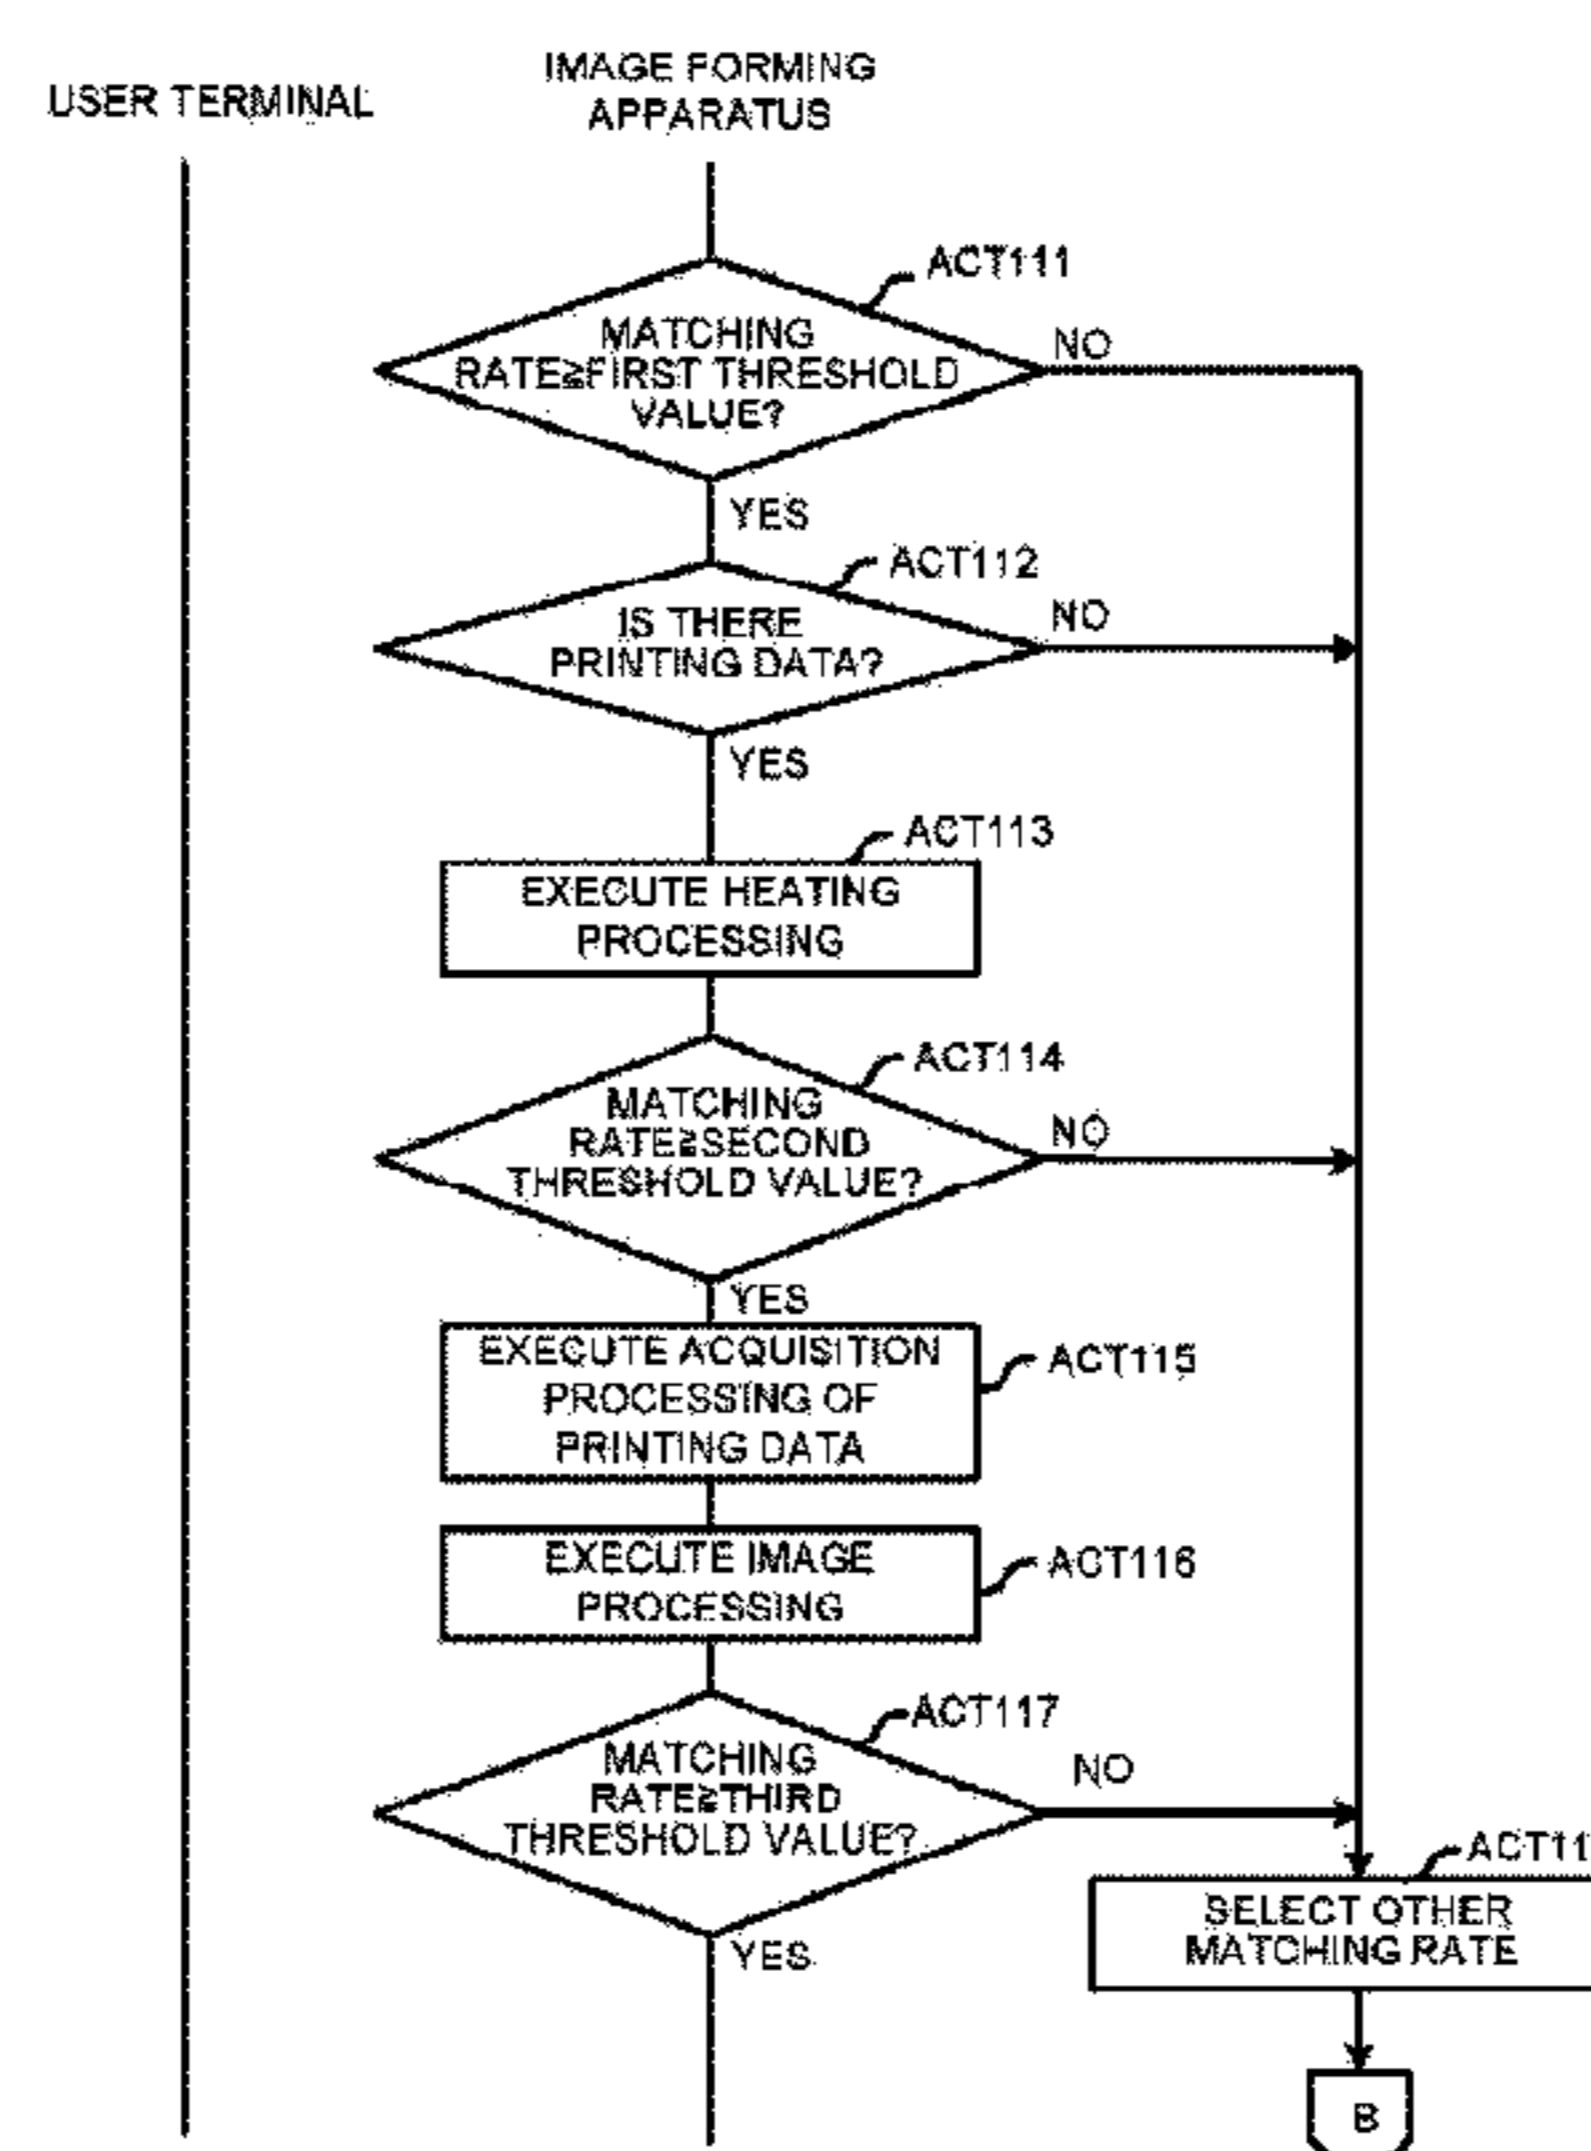 USER TERMINAL
IMAGE FORMING
APPARATUS
ACT111
MATCHING
RATE≧FIRST THRESHOLD
VALUE?
NO
YES
ACT112
IS THERE
PRINTING DATA?
NO
YES
ACT113
EXECUTE HEATING
PROCESSING
ACT114
MATCHING
RATE≧SECOND
THRESHOLD VALUE?
NO
YES
EXECUTE ACQUISITION
PROCESSING OF
PRINTING DATA
ACT115
EXECUTE IMAGE
PROCESSING
ACT116
ACT117
MATCHING
RATE≧THIRD
THRESHOLD VALUE?
NO
YES
ACT11
SELECT OTHER
MATCHING RATE
B